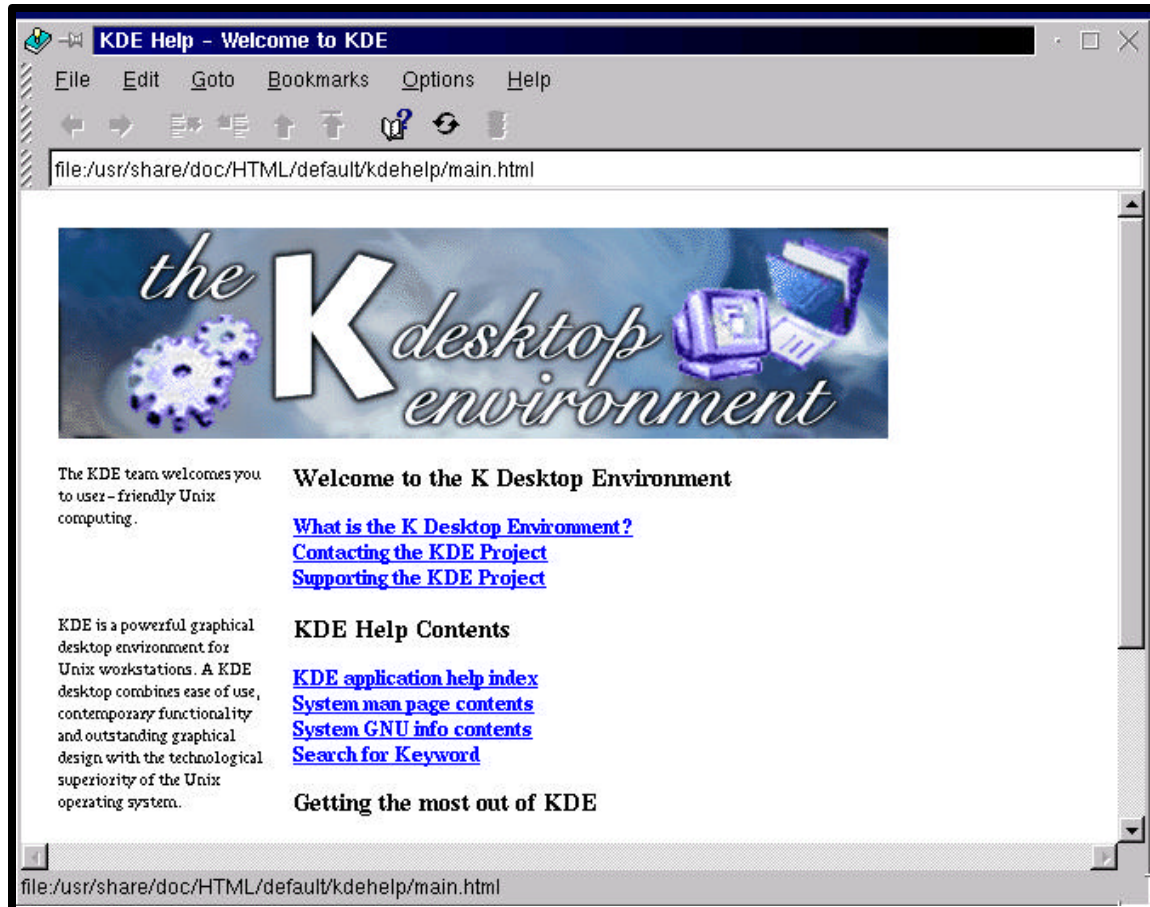 KDE Help – Welcome to KDE
File Edit Goto Bookmarks Options Help
file:/usr/share/doc/HTML/default/kdehelp/main.html
the K desktop environment
The KDE team welcomes you
to user–friendly Unix
computing.
Welcome to the K Desktop Environment
What is the K Desktop Environment?
Contacting the KDE Project
Supporting the KDE Project
KDE is a powerful graphical
desktop environment for
Unix workstations. A KDE
desktop combines ease of use,
contemporary functionality
and outstanding graphical
design with the technological
superiority of the Unix
operating system.
KDE Help Contents
KDE application help index
System man page contents
System GNU info contents
Search for Keyword
Getting the most out of KDE
file:/usr/share/doc/HTML/default/kdehelp/main.html